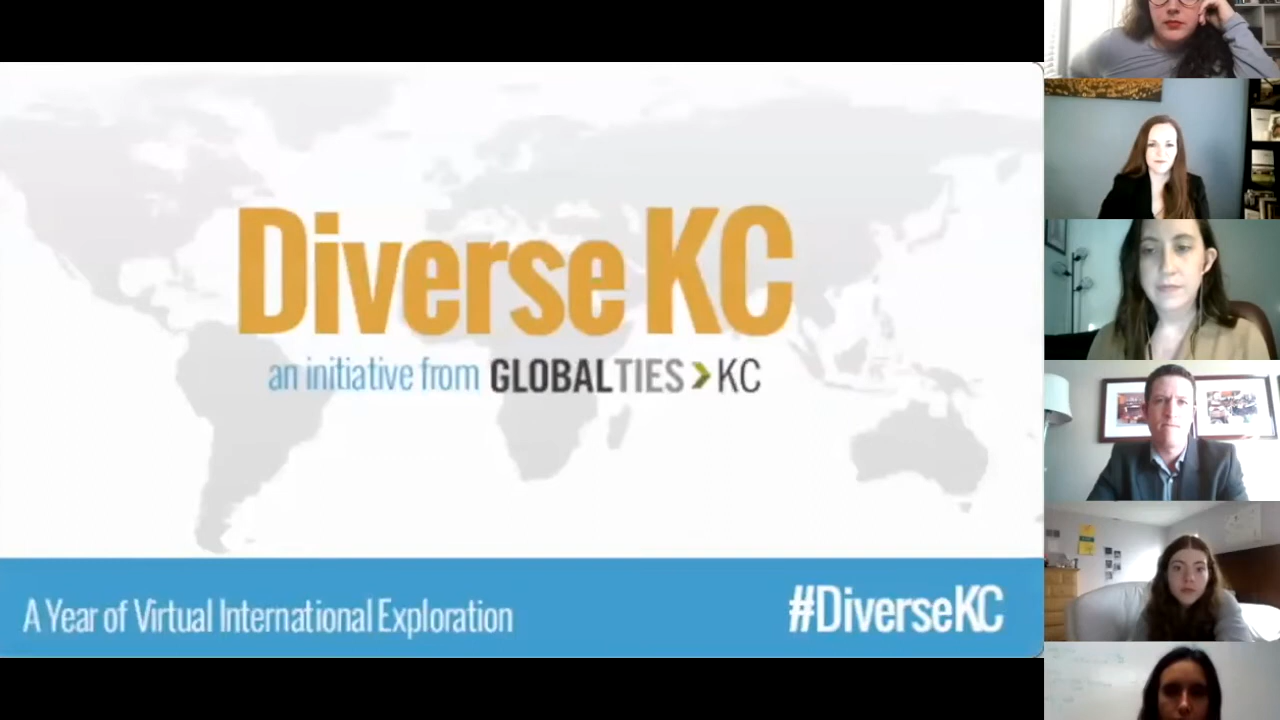 Diverse KC
an initiative from GLOBALTIES > KC
A Year of Virtual International Exploration
#DiverseKC